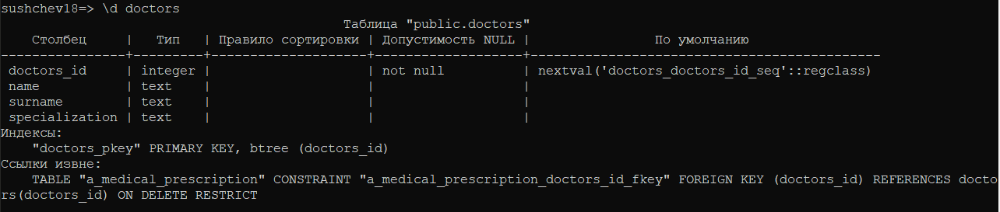 sushchev18=> \d doctors
Таблица "public.doctors"
Столбец | Тип | Правило сортировки | Допустимость NULL | По умолчанию
----------------+---------+--------------------+-------------------+---------------------------------------------
doctors_id | integer | | not null | nextval('doctors_doctors_id_seq'::regclass)
name | text | | |
surname | text | | |
specialization | text | | |
Индексы:
"doctors_pkey" PRIMARY KEY, btree (doctors_id)
Ссылки извне:
TABLE "a_medical_prescription" CONSTRAINT "a_medical_prescription_doctors_id_fkey" FOREIGN KEY (doctors_id) REFERENCES docto
rs(doctors_id) ON DELETE RESTRICT